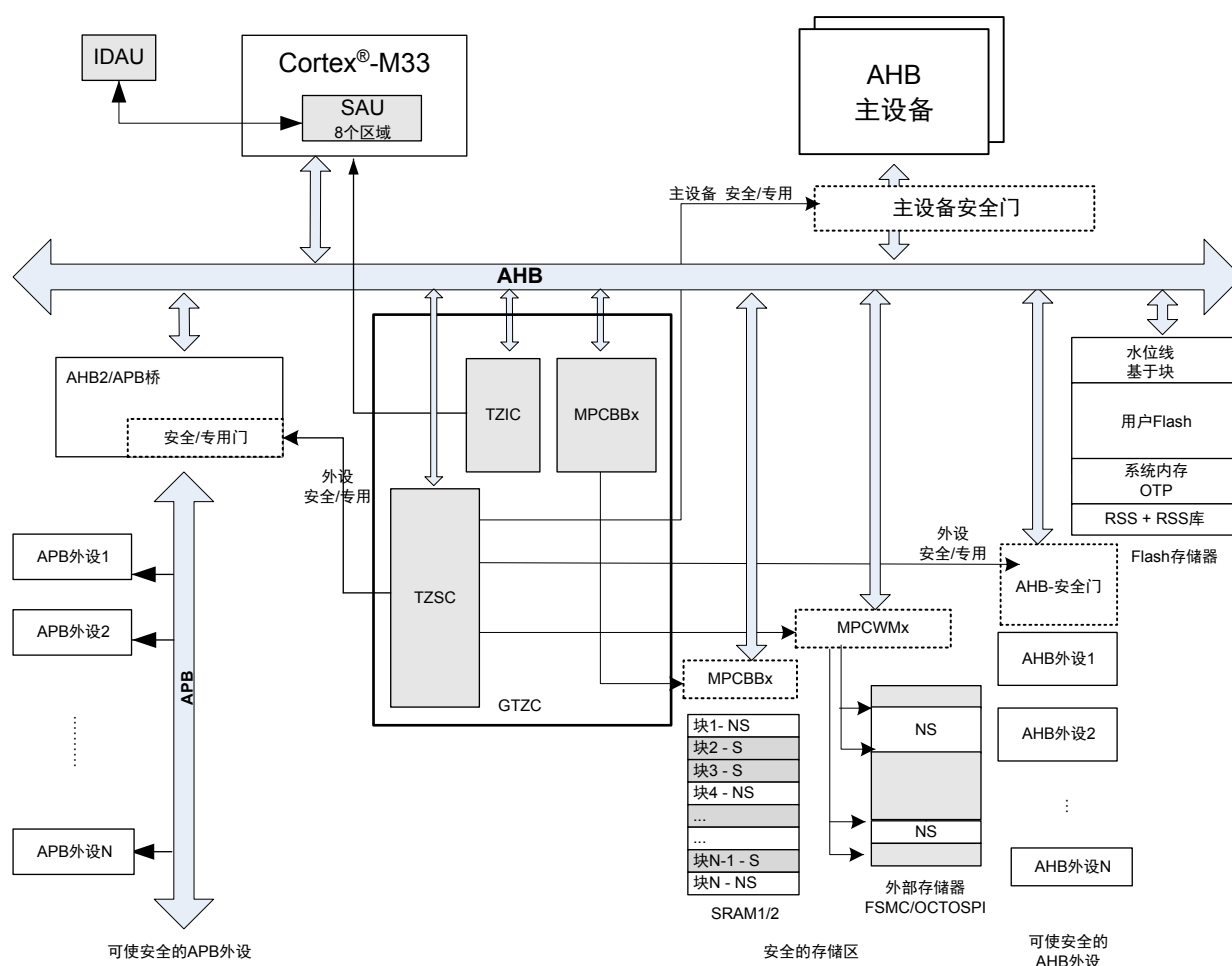 IDAU
Cortex®-M33
SAU
8个区域
AHB
主设备
主设备 安全/专用
主设备安全门
AHB
AHB2/APB桥
安全/专用门
TZIC
MPCBBx
水位线
基于块
用户Flash
系统内存
OTP
RSS + RSS库
Flash存储器
外设
安全/专用
TZSC
GTZC
外设
安全/专用
AHB-安全门
MPCWMx
MPCBBx
APB外设1
APB外设2
APB
........
APB外设N
可使安全的APB外设
块1- NS
块2 - S
块3 - S
块4 - NS
...
...
块N-1 - S
块N - NS
SRAM1/2
NS
NS
外部存储器
FSMC/OCTOSPI
安全的存储区
AHB外设1
AHB外设2
...
AHB外设N
可使安全的
AHB外设